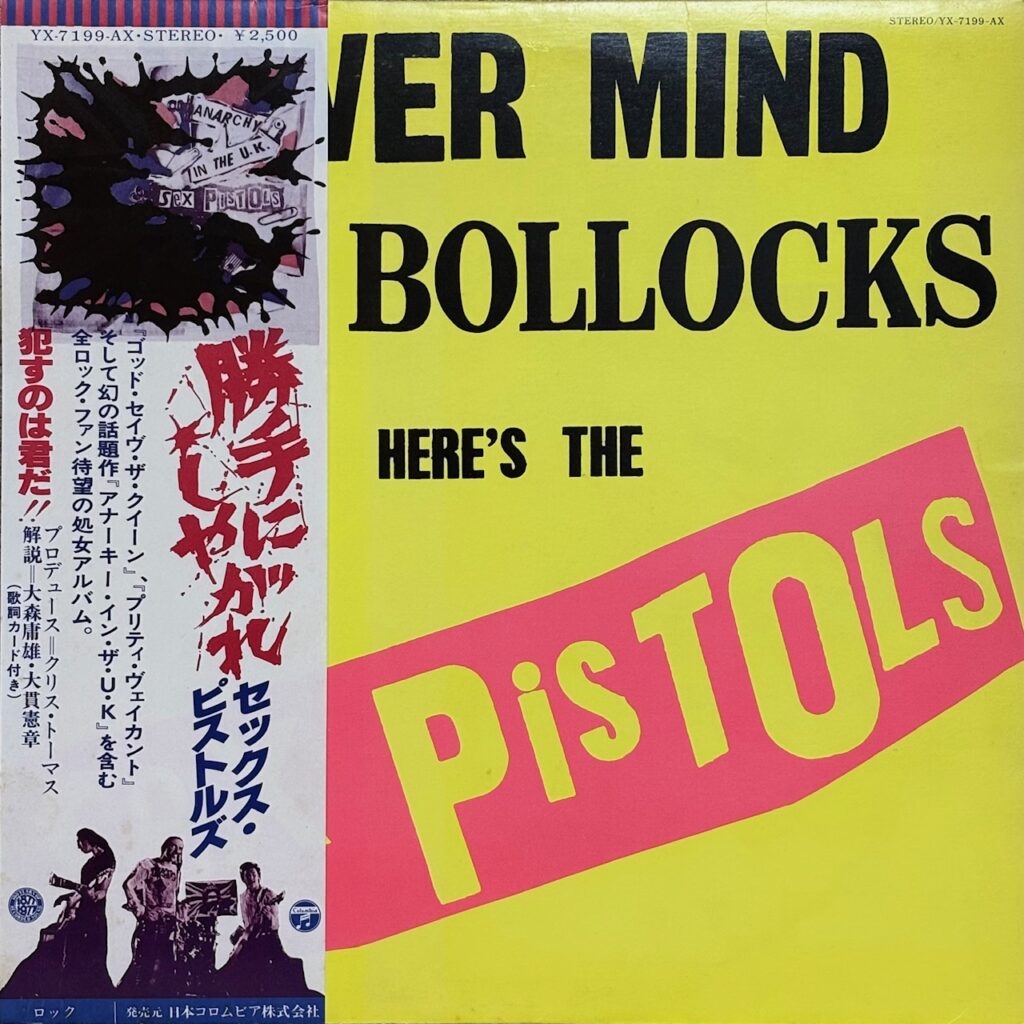 YX-7199-AX・STEREO・¥2,500
ANARCHY
IN THE U.K.
SEX PISTOLS
勝手に
しやがれ
『ゴッド・セイヴ・ザ・クイーン』、『プリティ・ヴェイカント』
そして幻の話題作『アナーキー・イン・ザ・U・K』を含む
全ロック・ファン待望の処女アルバム。
犯すのは君だ!!
プロデュース=クリス・トーマス
解説=大森庸雄・大貫憲章
(歌詞カード付き)
セックス・
ピストルズ
1877
1977
Columbia
ロック
発売元 日本コロムビア株式会社
STEREO/YX-7199-AX
VER MIND
BOLLOCKS
HERE'S THE
PiSTOLS